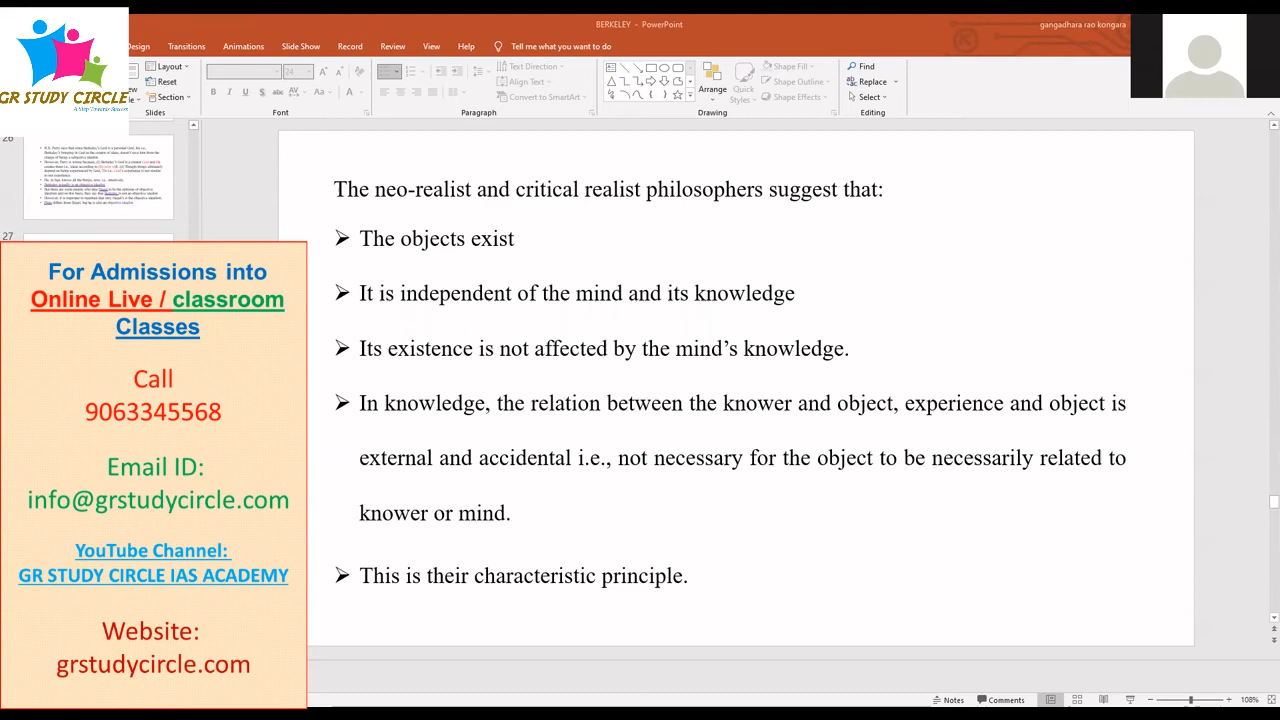 BERKELEY - PowerPoint
gangadhara rao kongara
Design Transitions Animations Slide Show Record Review View Help Tell me what you want to do
GR STUDY CIRCLE
A Step Towards Success
Layout
Reset
Section
Slides
24
Font
Text Direction
Align Text
Convert to SmartArt
Paragraph
Arrange
Quick
Styles
Shape Fill
Shape Outline
Shape Effects
Drawing
Find
Replace
Select
Editing
26
27
The neo-realist and critical realist philosophers suggest that:
➢ The objects exist
➢ It is independent of the mind and its knowledge
➢ Its existence is not affected by the mind’s knowledge.
➢ In knowledge, the relation between the knower and object, experience and object is
external and accidental i.e., not necessary for the object to be necessarily related to
knower or mind.
➢ This is their characteristic principle.
For Admissions into
Online Live / classroom
Classes
Call
9063345568
Email ID:
info@grstudycircle.com
YouTube Channel:
GR STUDY CIRCLE IAS ACADEMY
Website:
grstudycircle.com
Notes Comments 108%